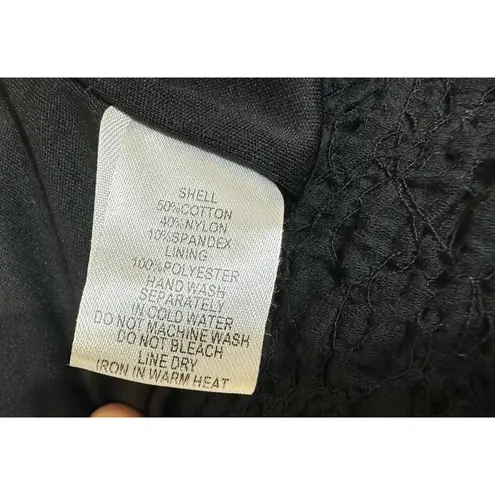 SHELL
50%COTTON
40%NYLON
10%SPANDEX
LINING
100%POLYESTER
HAND WASH
SEPARATELY
IN COLD WATER
DO NOT MACHINE WASH
DO NOT BLEACH
LINE DRY
IRON IN WARM HEAT